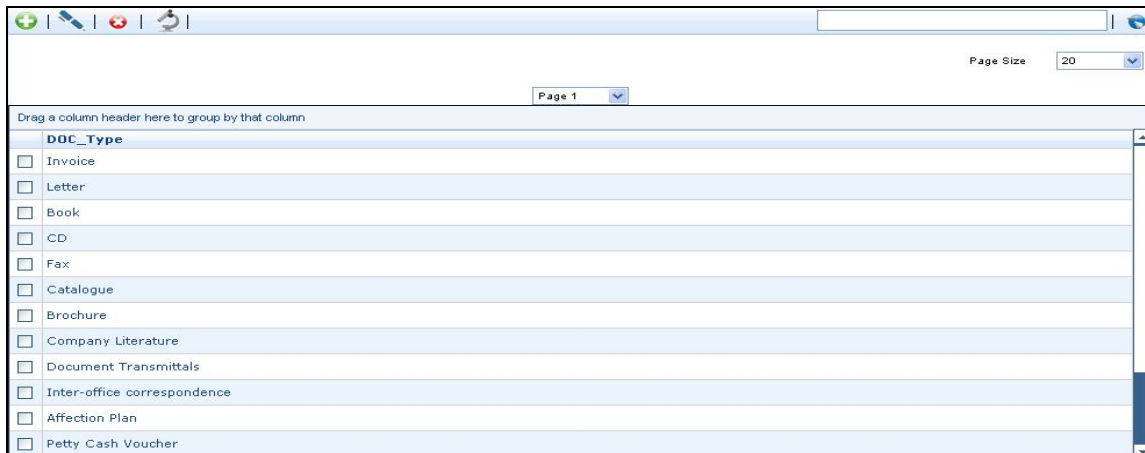 Page Size 20
Page 1
Drag a column header here to group by that column
DOC_Type
Invoice
Letter
Book
CD
Fax
Catalogue
Brochure
Company Literature
Document Transmittals
Inter-office correspondence
Affection Plan
Petty Cash Voucher